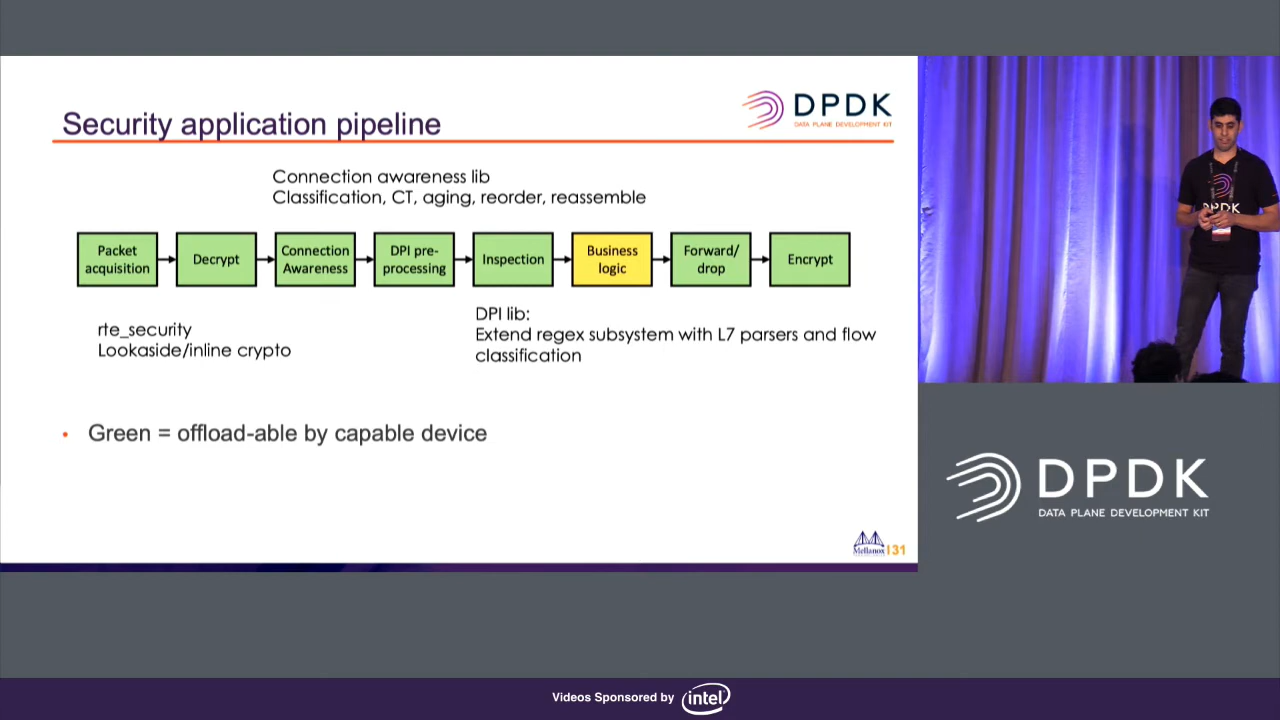 Security application pipeline
DPDK
DATA PLANE DEVELOPMENT KIT
Connection awareness lib
Classification, CT, aging, reorder, reassemble
Packet
acquisition
Decrypt
Connection
Awareness
DPI pre-
processing
Inspection
Business
logic
Forward/
drop
Encrypt
rte_security
Lookaside/inline crypto
DPI lib:
Extend regex subsystem with L7 parsers and flow
classification
• Green = offload-able by capable device
Mellanox
131
DPDK
DPDK
DATA PLANE DEVELOPMENT KIT
Videos Sponsored by
intel